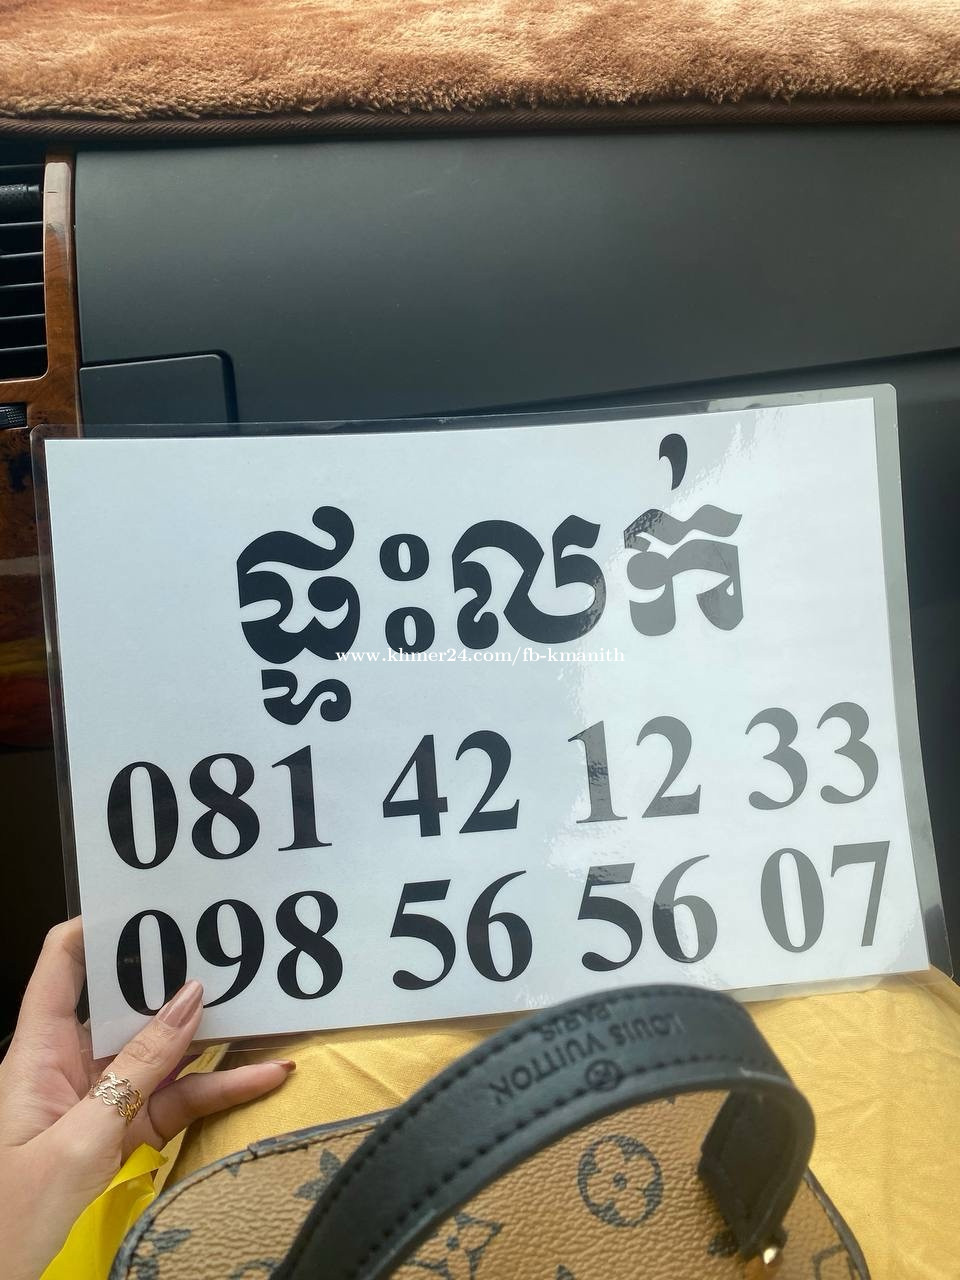 ផ្ទះលក់
www.khmer24.com/fb-kmanith
081 42 12 33
098 56 56 07
LOUIS VUITTON
PARIS